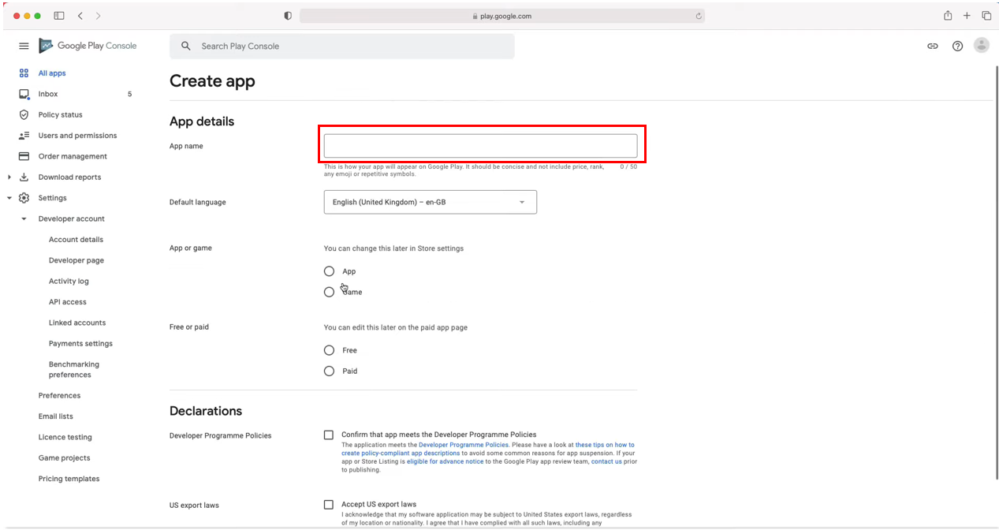 play.google.com
Google Play Console
Search Play Console
All apps
Inbox 5
Policy status
Users and permissions
Order management
Download reports
Settings
Developer account
Account details
Developer page
Activity log
API access
Linked accounts
Payments settings
Benchmarking
preferences
Preferences
Email lists
Licence testing
Game projects
Pricing templates
Create app
App details
App name
This is how your app will appear on Google Play. It should be concise and not include price, rank, 0 / 50
any emoji or repetitive symbols.
Default language
English (United Kingdom) – en-GB
App or game
You can change this later in Store settings
App
Game
Free or paid
You can edit this later on the paid app page
Free
Paid
Declarations
Developer Programme Policies
Confirm that app meets the Developer Programme Policies
The application meets the Developer Programme Policies. Please have a look at these tips on how to
create policy-compliant app descriptions to avoid some common reasons for app suspension. If your
app or Store Listing is eligible for advance notice to the Google Play app review team, contact us prior
to publishing.
US export laws
Accept US export laws
I acknowledge that my software application may be subject to United States export laws, regardless
of my location or nationality. I agree that I have complied with all such laws, including any